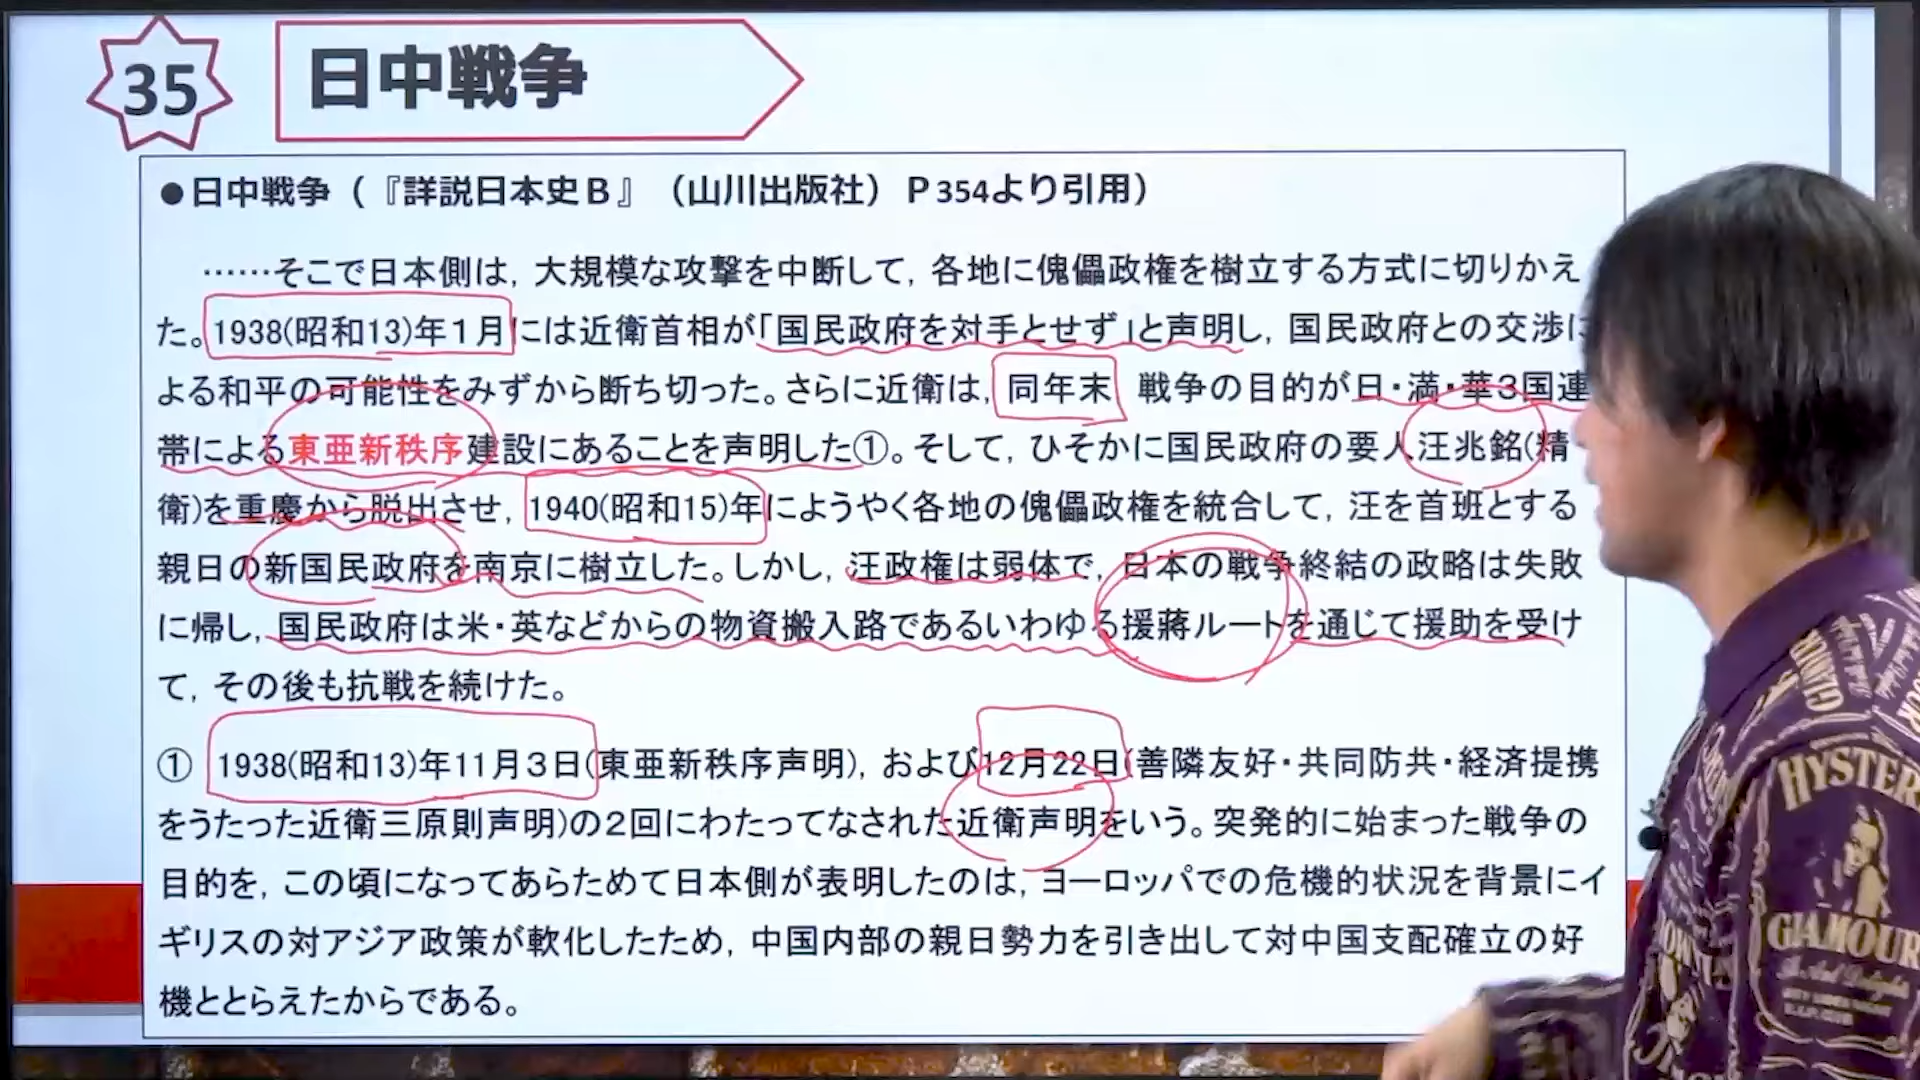 35
日中戦争
●日中戦争（『詳説日本史Ｂ』（山川出版社）Ｐ354より引用）
……そこで日本側は，大規模な攻撃を中断して，各地に傀儡政権を樹立する方式に切りかえ
た。1938(昭和13)年１月には近衛首相が｢国民政府を対手とせず｣と声明し，国民政府との交渉に
よる和平の可能性をみずから断ち切った。さらに近衛は，同年末 戦争の目的が日・満・華３国連
帯による東亜新秩序建設にあることを声明した①。そして，ひそかに国民政府の要人汪兆銘(精
衛)を重慶から脱出させ，1940(昭和15)年にようやく各地の傀儡政権を統合して，汪を首班とする
親日の新国民政府を南京に樹立した。しかし，汪政権は弱体で，日本の戦争終結の政略は失敗
に帰し，国民政府は米・英などからの物資搬入路であるいわゆる援蔣ルートを通じて援助を受け
て，その後も抗戦を続けた。
① 1938(昭和13)年11月３日(東亜新秩序声明)，および12月22日(善隣友好・共同防共・経済提携
をうたった近衛三原則声明)の２回にわたってなされた近衛声明をいう。突発的に始まった戦争の
目的を，この頃になってあらためて日本側が表明したのは，ヨーロッパでの危機的状況を背景にイ
ギリスの対アジア政策が軟化したため，中国内部の親日勢力を引き出して対中国支配確立の好
機ととらえたからである。
HYSTER
GLAMOUR